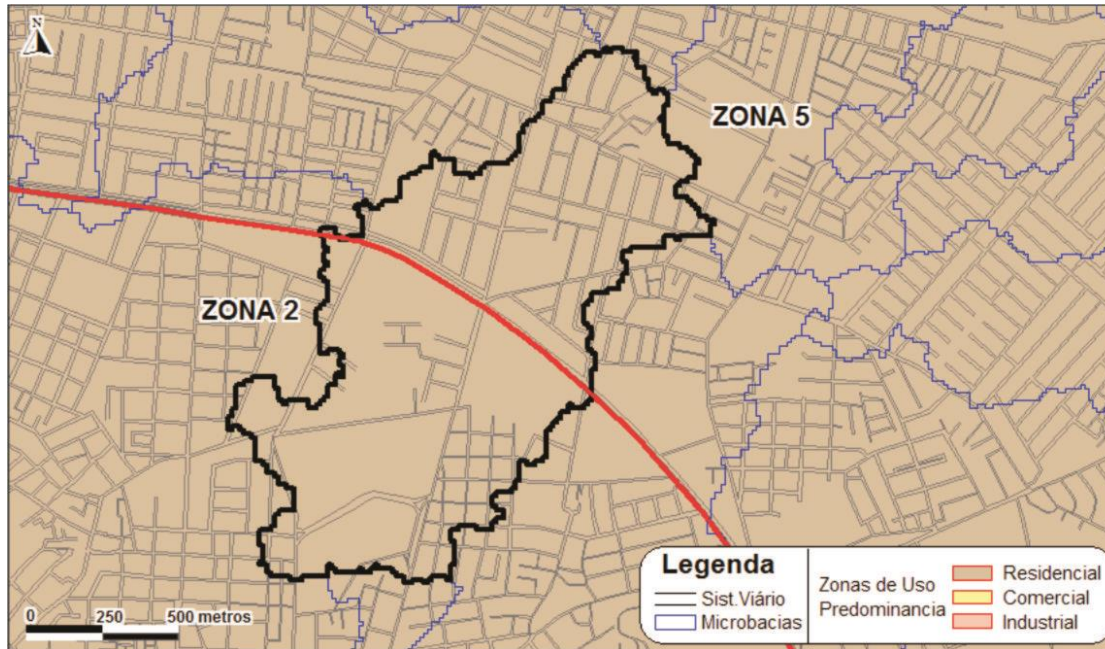 N
ZONA 5
ZONA 2
Legenda
Sist.Viário
Microbacias
Zonas de Uso
Predominancia
Residencial
Comercial
Industrial
0 250 500 metros